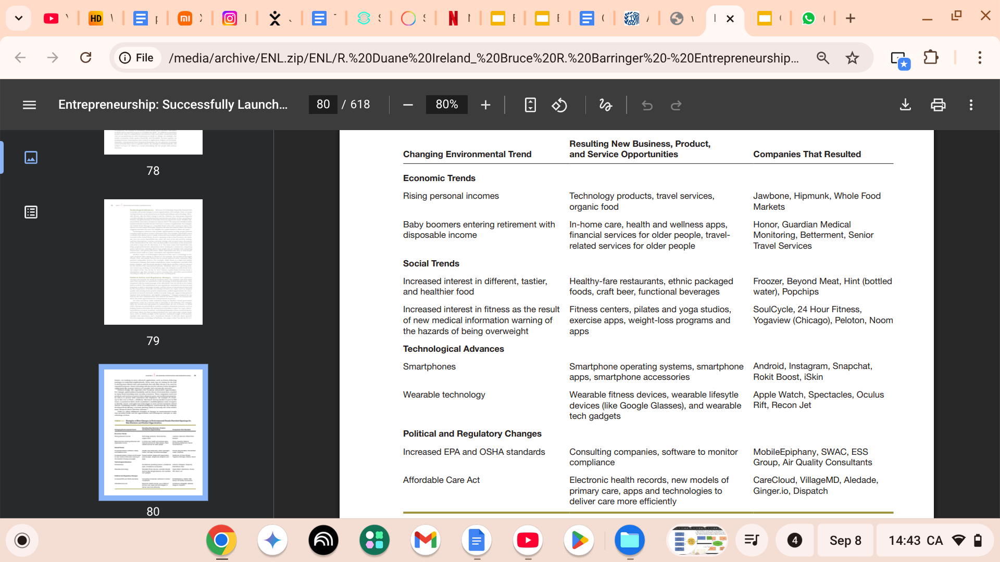 HD
File
/media/archive/ENL.zip/ENL/R.%20Duane%20Ireland_%20Bruce%20R.%20Barringer%20-%20Entrepreneurship...
Entrepreneurship: Successfully Launch...
80 / 618
80%
78
79
80
Changing Environmental Trend
Resulting New Business, Product,
and Service Opportunities
Companies That Resulted
Economic Trends
Rising personal incomes
Technology products, travel services,
organic food
Jawbone, Hipmunk, Whole Food
Markets
Baby boomers entering retirement with
disposable income
In-home care, health and wellness apps,
financial services for older people, travel-
related services for older people
Honor, Guardian Medical
Monitoring, Betterment, Senior
Travel Services
Social Trends
Increased interest in different, tastier,
and healthier food
Healthy-fare restaurants, ethnic packaged
foods, craft beer, functional beverages
Froozer, Beyond Meat, Hint (bottled
water), Popchips
Increased interest in fitness as the result
of new medical information warning of
the hazards of being overweight
Fitness centers, pilates and yoga studios,
exercise apps, weight-loss programs and
apps
SoulCycle, 24 Hour Fitness,
Yogaview (Chicago), Peloton, Noom
Technological Advances
Smartphones
Smartphone operating systems, smartphone
apps, smartphone accessories
Android, Instagram, Snapchat,
Rokit Boost, iSkin
Wearable technology
Wearable fitness devices, wearable lifesytle
devices (like Google Glasses), and wearable
tech gadgets
Apple Watch, Spectacles, Oculus
Rift, Recon Jet
Political and Regulatory Changes
Increased EPA and OSHA standards
Consulting companies, software to monitor
compliance
MobileEpiphany, SWAC, ESS
Group, Air Quality Consultants
Affordable Care Act
Electronic health records, new models of
primary care, apps and technologies to
deliver care more efficiently
CareCloud, VillageMD, Aledade,
Ginger.io, Dispatch
4
Sep 8
14:43 CA